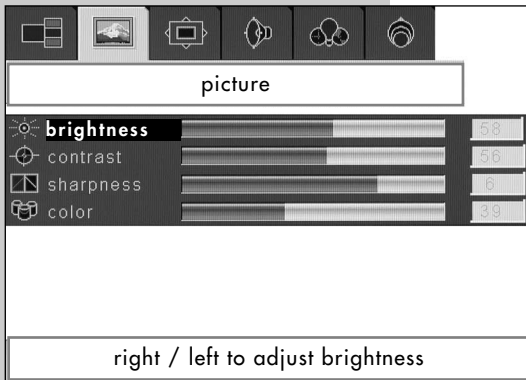 picture
brightness 58
contrast 56
sharpness 6
color 39
right / left to adjust brightness